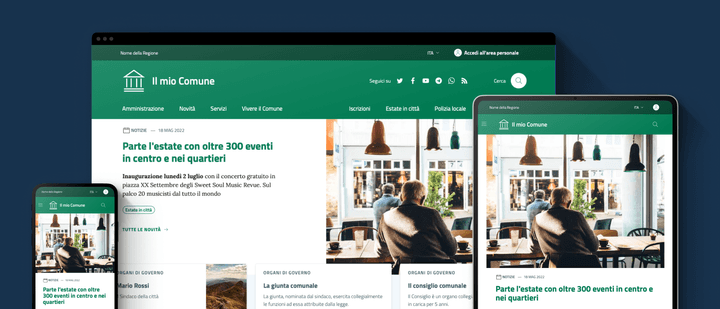 Nome della Regione
ITA
Accedi all'area personale
Il mio Comune
Seguici su
Cerca
Amministrazione
Novità
Servizi
Vivere il Comune
Iscrizioni
Estate in città
Polizia locale
NOTIZIE — 18 MAG 2022
Parte l'estate con oltre 300 eventi
in centro e nei quartieri
Inaugurazione lunedì 2 luglio con il concerto gratuito in
piazza XX Settembre degli Sweet Soul Music Revue. Sul
palco 20 musicisti dal tutto il mondo
Estate in città
TUTTE LE NOVITÀ →
ORGANI DI GOVERNO
Mario Rossi
Sindaco della città
ORGANI DI GOVERNO
La giunta comunale
La giunta, nominata dal sindaco, esercita collegialmente
le funzioni ad essa attribuite dalla legge.
ORGANI DI GOVERNO
Il consiglio comunale
Il Consiglio è un organo colleg
in carica per 5 anni.
Nome della Regione
ITA
Il mio Comune
NOTIZIE — 18 MAG 2022
Parte l'estate con oltre 300 eventi in centro e nei
quartieri
Nome della Regione
ITA
Il mio Comune
NOTIZIE — 18 MAG 2022
Parte l'estate con oltre
300 eventi in centro e nei
quartieri